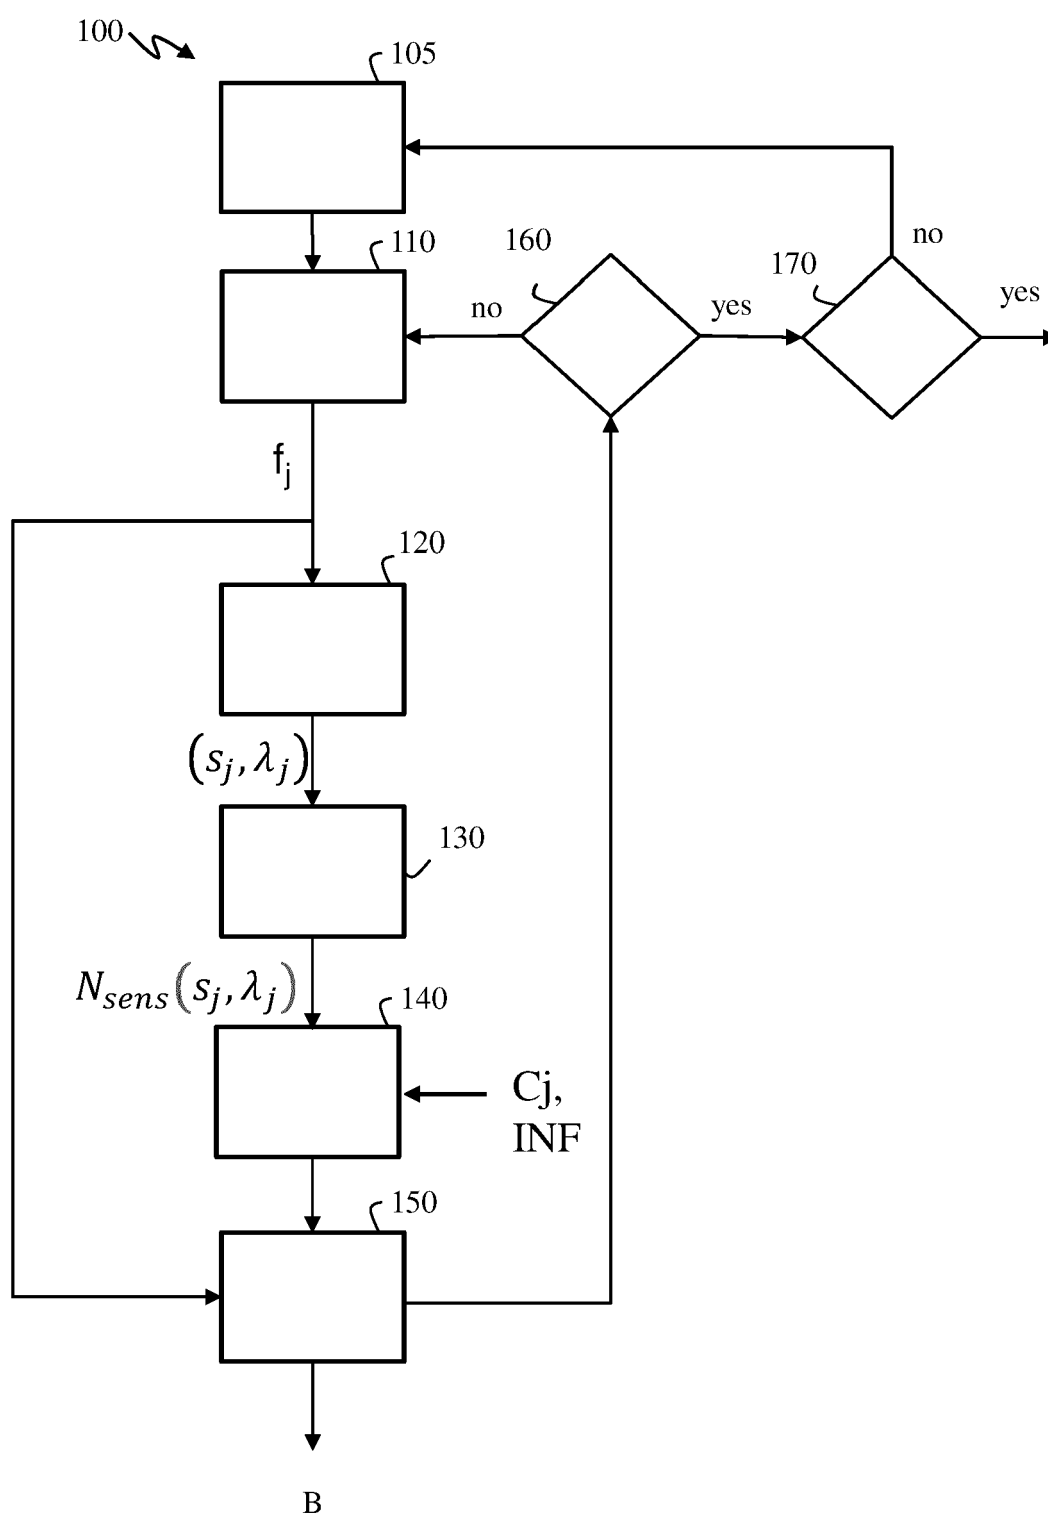 100
105
110
160
170
no
no
yes
yes
f_j
120
(s_j, λ_j)
130
N_sens(s_j, λ_j)
140
Cj,
INF
150
B